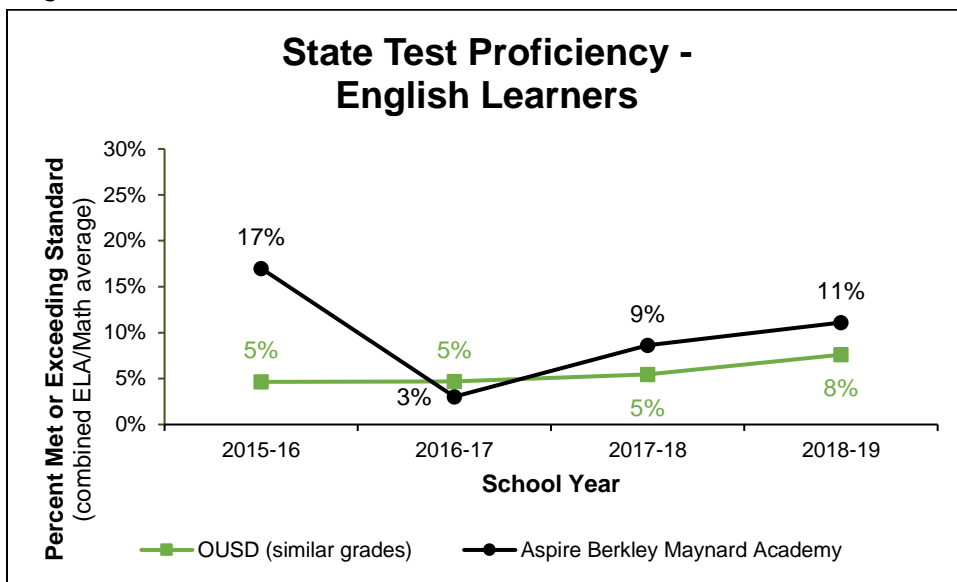 State Test Proficiency -
English Learners
Percent Met or Exceeding Standard
(combined ELA/Math average)
30%
25%
20%
15%
10%
5%
0%
17%
3%
9%
11%
5%
5%
5%
8%
2015-16
2016-17
2017-18
2018-19
School Year
OUSD (similar grades)
Aspire Berkley Maynard Academy